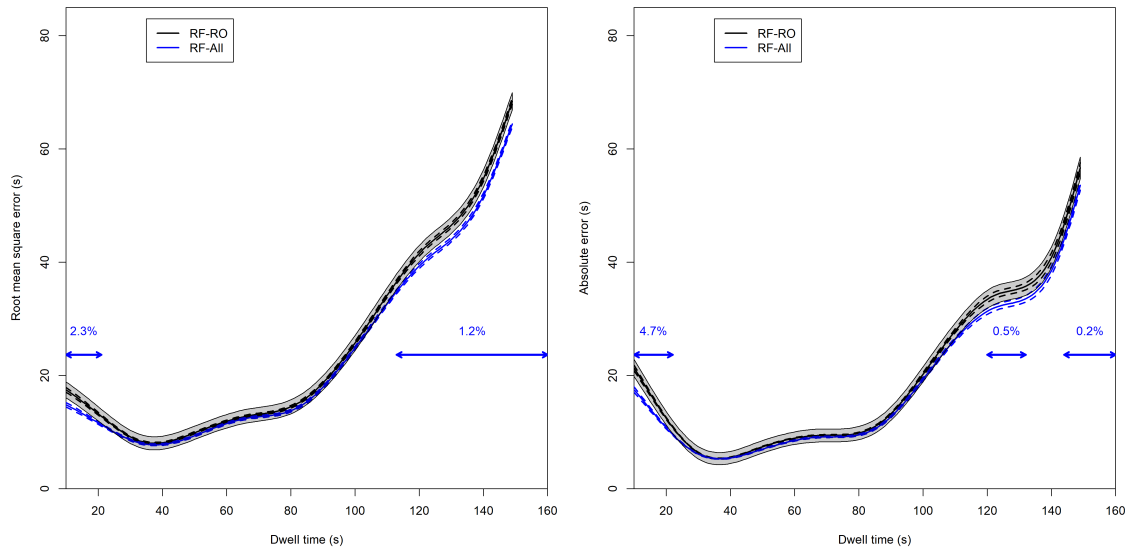 RF-RO
RF-All
80
60
40
20
0
Root mean square error (s)
2.3%
1.2%
20 40 60 80 100 120 140 160
Dwell time (s)
RF-RO
RF-All
80
60
40
20
0
Absolute error (s)
4.7%
0.5%
0.2%
20 40 60 80 100 120 140 160
Dwell time (s)